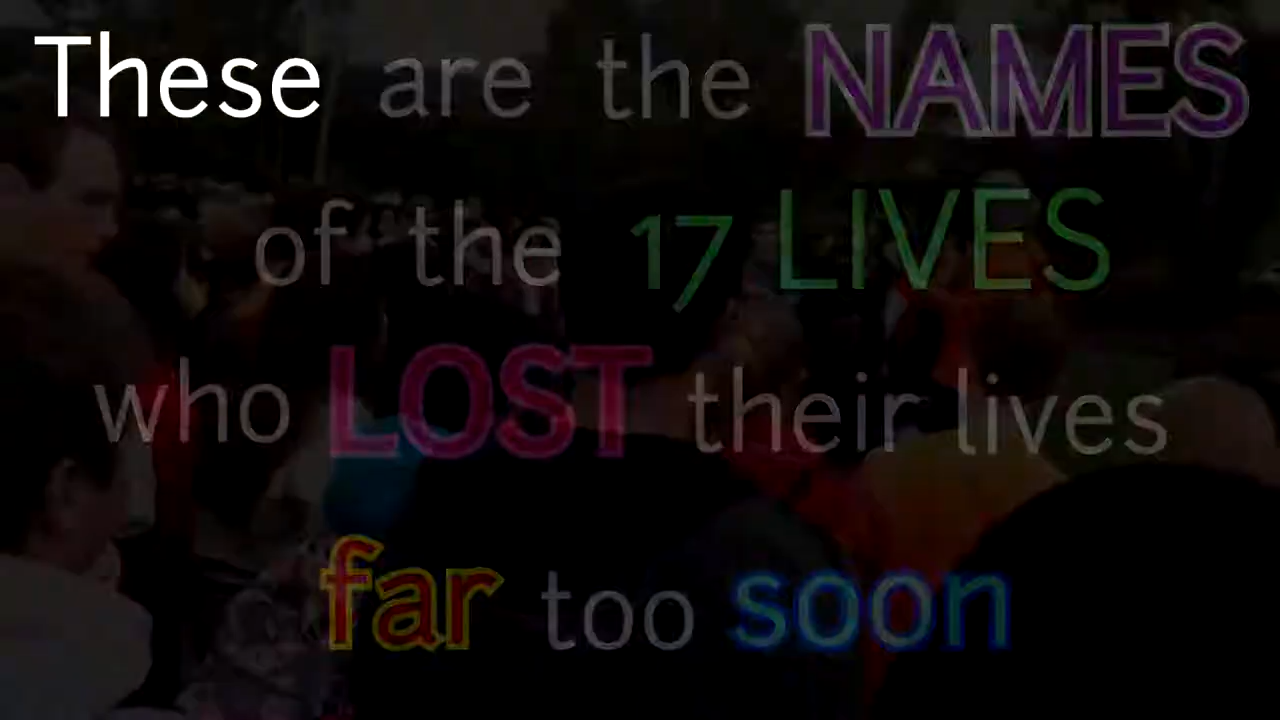 These are the NAMES
of the 17 LIVES
who LOST their lives
far too soon